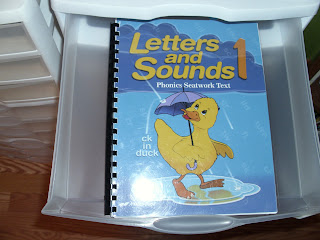 Letters
and
Sounds 1
Phonics Seatwork Text
ck
in
duck